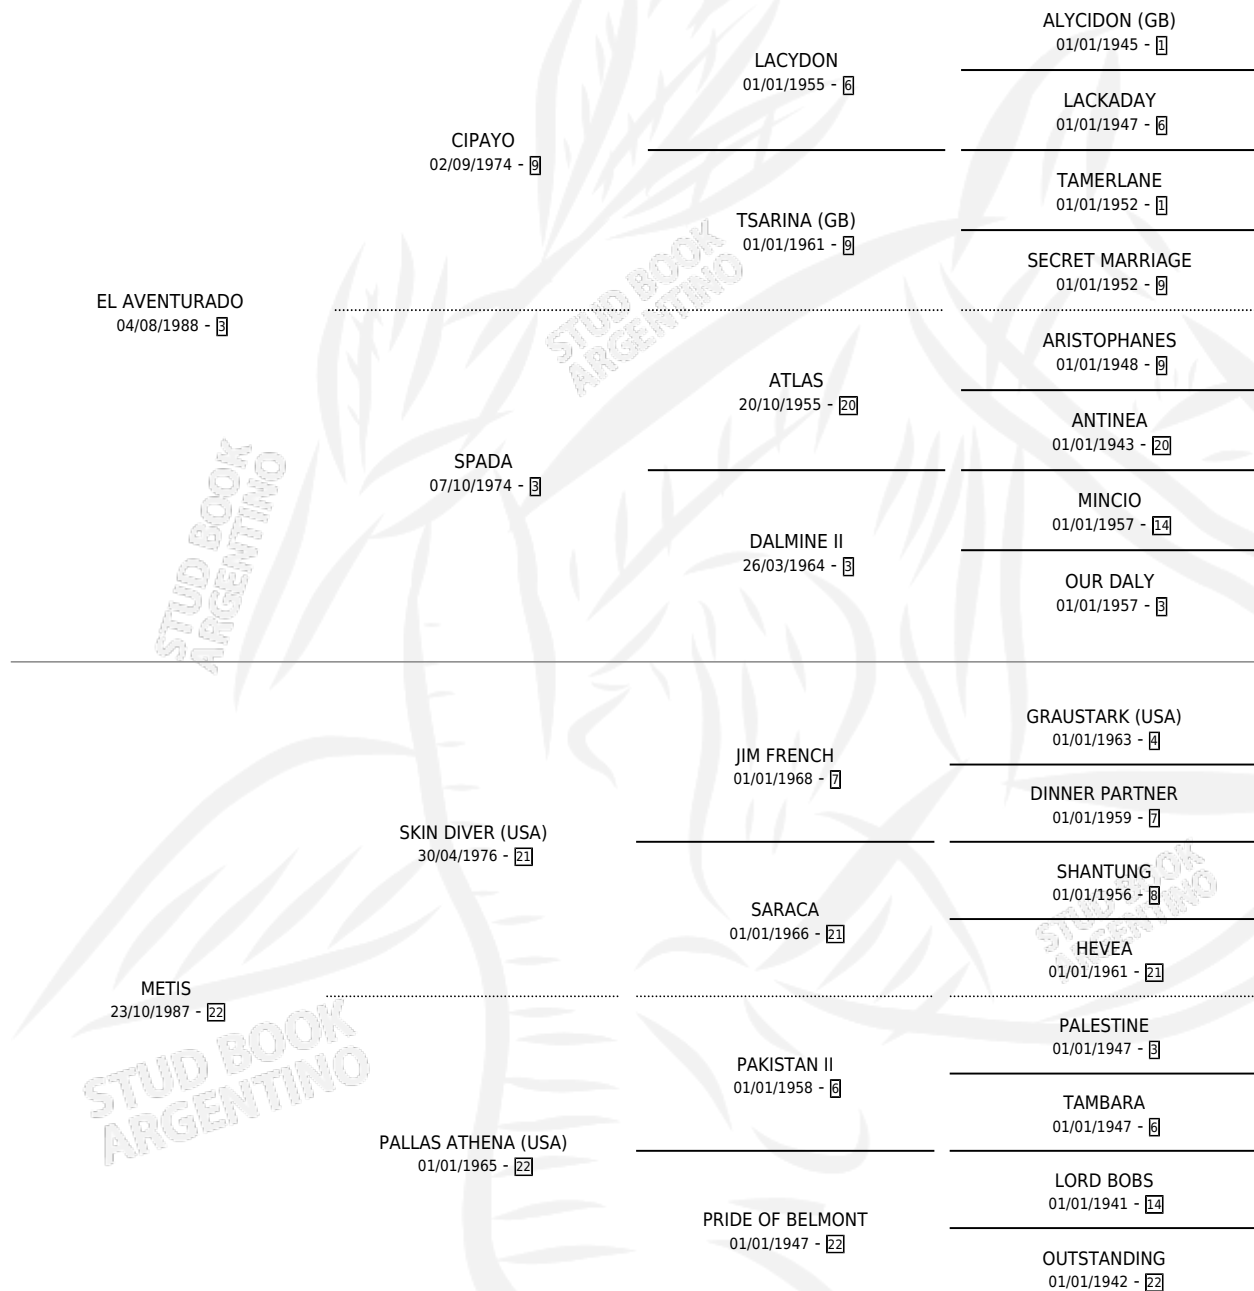 ALYCIDON (GB)
01/01/1945 - 1
LACYDON
01/01/1955 - 6
LACKADAY
01/01/1947 - 6
CIPAYO
02/09/1974 - 9
TAMERLANE
01/01/1952 - 1
TSARINA (GB)
01/01/1961 - 9
SECRET MARRIAGE
01/01/1952 - 9
EL AVENTURADO
04/08/1988 - 3
STUD BOOK
ARGENTINO
ARISTOPHANES
01/01/1948 - 9
ATLAS
20/10/1955 - 20
ANTINEA
01/01/1943 - 20
SPADA
07/10/1974 - 3
MINCIO
01/01/1957 - 14
DALMINE II
26/03/1964 - 3
OUR DALY
01/01/1957 - 3
STUD BOOK
ARGENTINO
GRAUSTARK (USA)
01/01/1963 - 4
JIM FRENCH
01/01/1968 - 7
DINNER PARTNER
01/01/1959 - 7
SKIN DIVER (USA)
30/04/1976 - 21
SHANTUNG
01/01/1956 - 8
SARACA
01/01/1966 - 21
HEVEA
01/01/1961 - 21
STUD BOOK
ARGENTINO
METIS
23/10/1987 - 22
PALESTINE
01/01/1947 - 3
PAKISTAN II
01/01/1958 - 6
TAMBARA
01/01/1947 - 6
STUD BOOK
ARGENTINO
PALLAS ATHENA (USA)
01/01/1965 - 22
LORD BOBS
01/01/1941 - 14
PRIDE OF BELMONT
01/01/1947 - 22
OUTSTANDING
01/01/1942 - 22